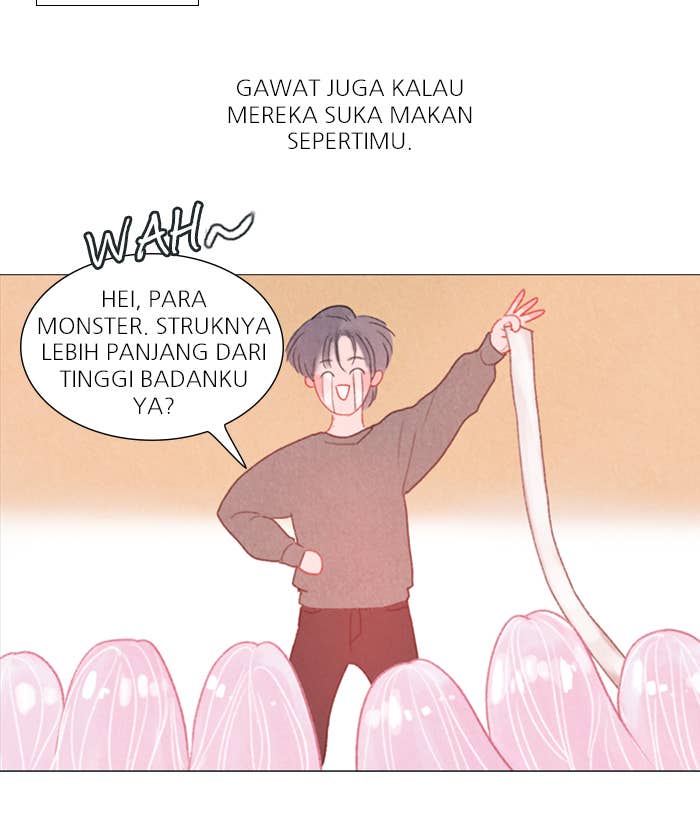 GAWAT JUGA KALAU
MEREKA SUKA MAKAN
SEPERTIMU.
WAH~
HEI, PARA
MONSTER. STRUKNYA
LEBIH PANJANG DARI
TINGGI BADANKU
YA?